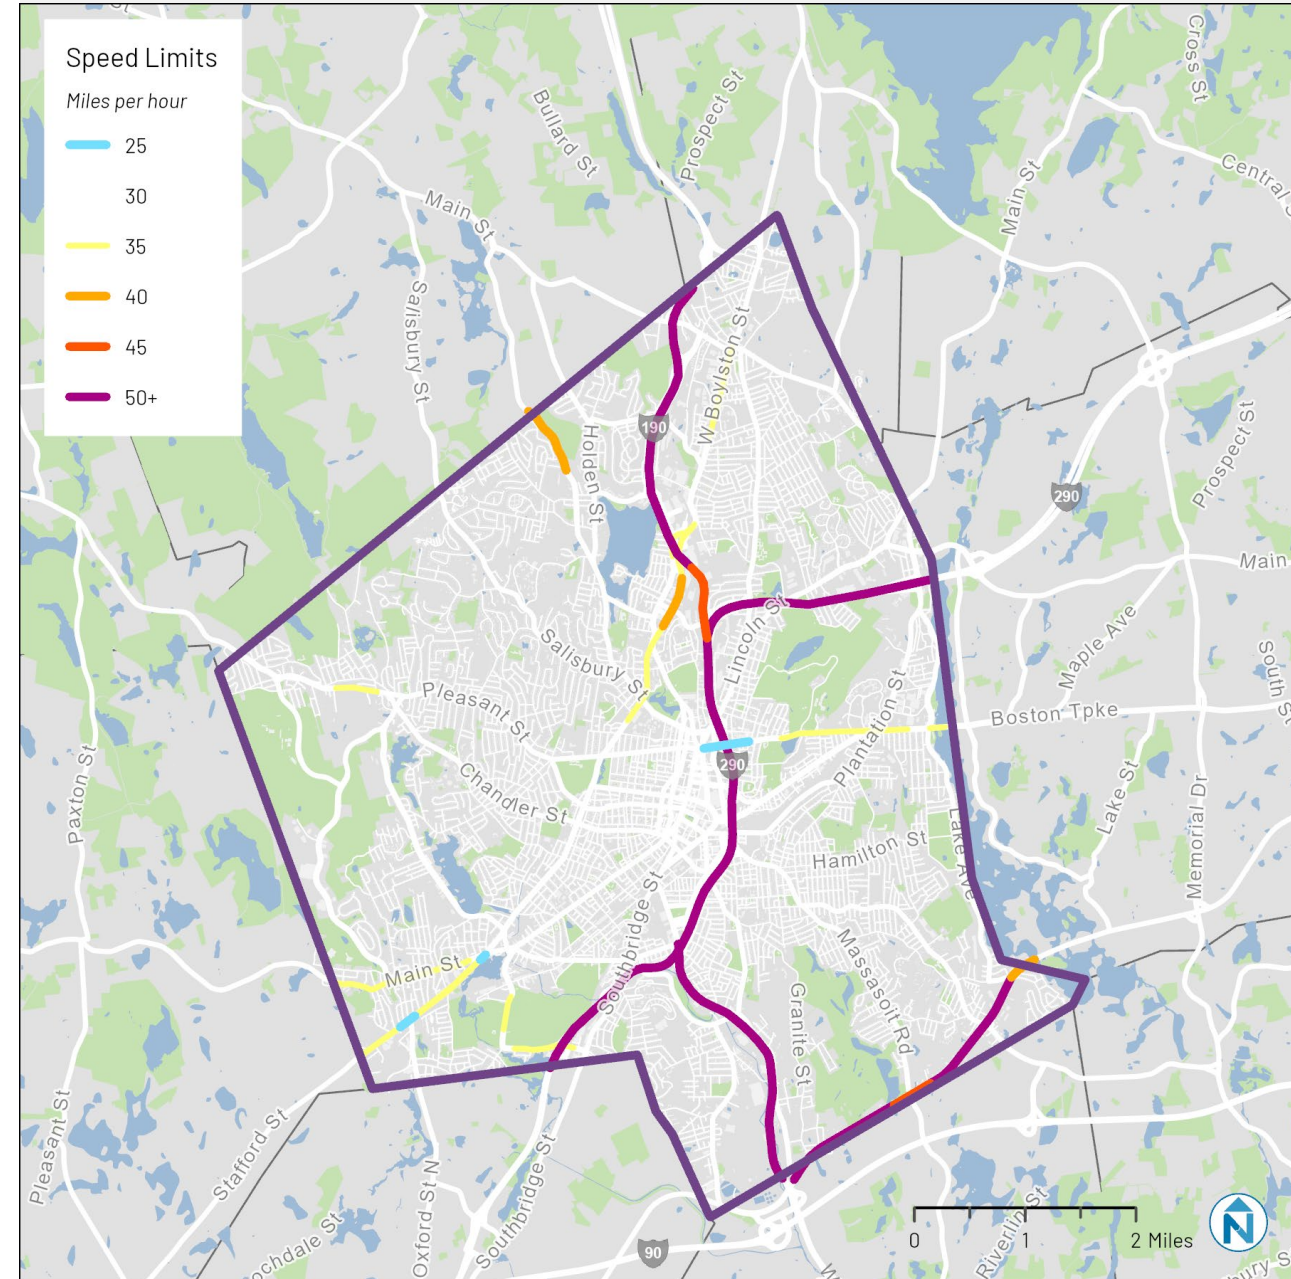 St
Speed Limits
Miles per hour
25
30
35
40
45
50+
Bullard St
Prospect St
Cross St
Main St
Central S
Main St
Salisbury St
W Boylston St
Holden St
190
290
Prospect St
Main
Lincoln St
Salisbury St
Maple Ave
South St
Pleasant St
Plantation St
Boston Tpke
290
Paxton St
Chandler St
Lake St
Memorial Dr
Lake Ave
Hamilton St
Southbridge St
Main St
Massasoit Rd
Granite St
Pleasant St
Stafford St
Southbridge St
Oxford St N
ochdale St
Riverlin St
90
0 1 2 Miles
N
W
bury S